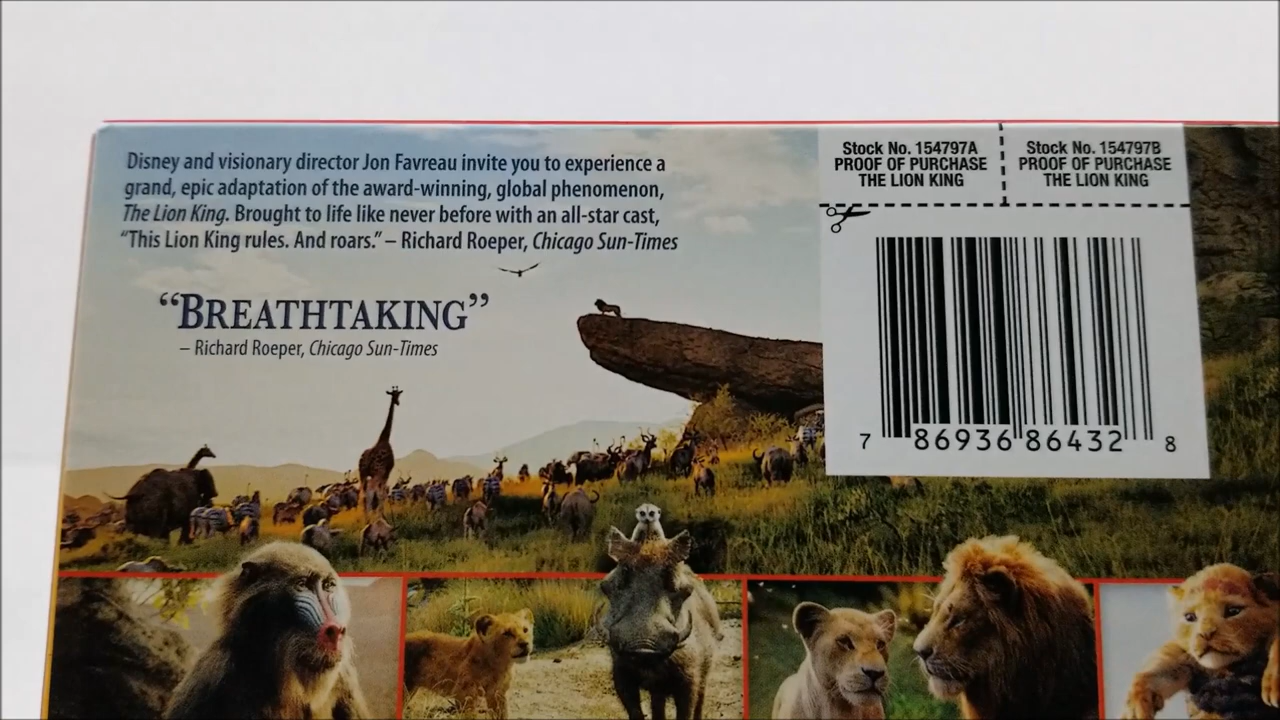 Disney and visionary director Jon Favreau invite you to experience a
grand, epic adaptation of the award-winning, global phenomenon,
The Lion King. Brought to life like never before with an all-star cast,
“This Lion King rules. And roars.” – Richard Roeper, Chicago Sun-Times
“BREATHTAKING”
– Richard Roeper, Chicago Sun-Times
Stock No. 154797A
PROOF OF PURCHASE
THE LION KING
Stock No. 154797B
PROOF OF PURCHASE
THE LION KING
7 86936 86432 8